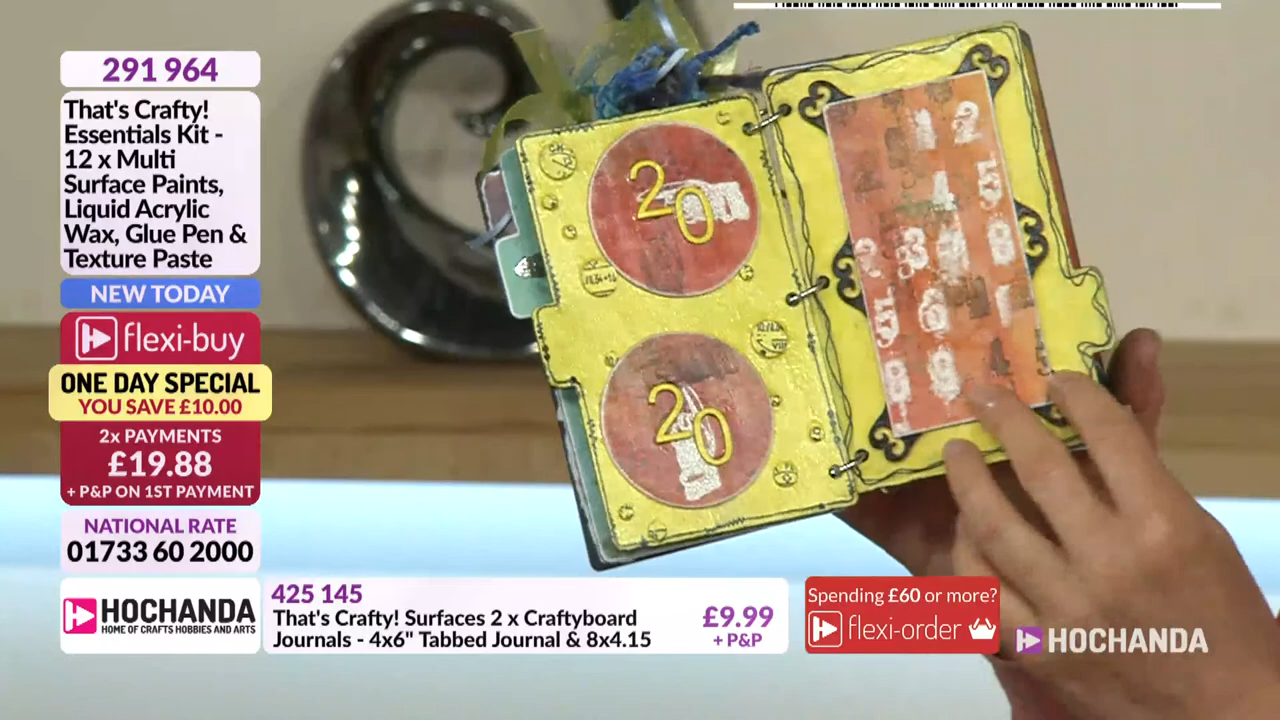 291 964
That's Crafty!
Essentials Kit -
12 x Multi
Surface Paints,
Liquid Acrylic
Wax, Glue Pen &
Texture Paste
NEW TODAY
flexi-buy
ONE DAY SPECIAL
YOU SAVE £10.00
2x PAYMENTS
£19.88
+ P&P ON 1ST PAYMENT
NATIONAL RATE
01733 60 2000
HOCHANDA
HOME OF CRAFTS HOBBIES AND ARTS
425 145
That's Crafty! Surfaces 2 x Craftyboard
Journals - 4x6" Tabbed Journal & 8x4.15
£9.99
+ P&P
Spending £60 or more?
flexi-order
HOCHANDA
20
20
1 2
4 5
3 8
5 6
8